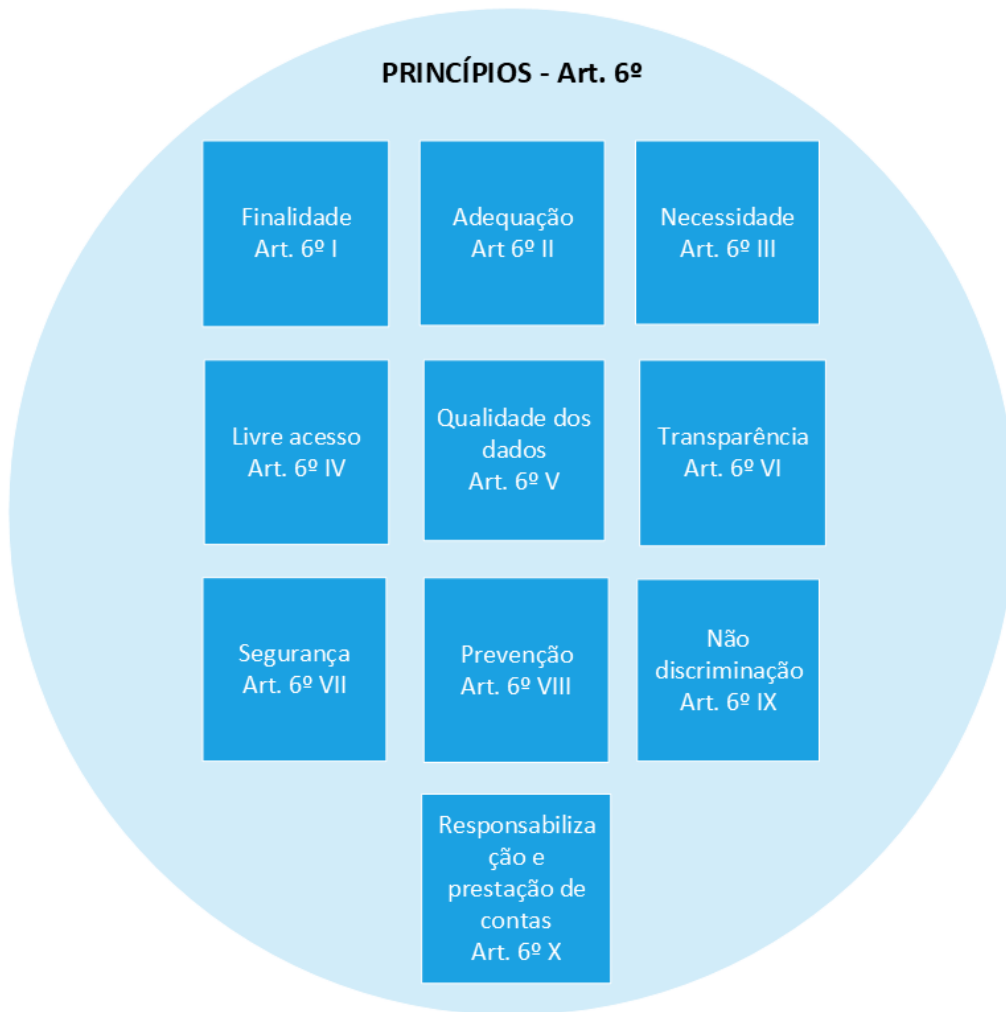 PRINCÍPIOS - Art. 6º
Finalidade
Art. 6º I
Adequação
Art 6º II
Necessidade
Art. 6º III
Livre acesso
Art. 6º IV
Qualidade dos
dados
Art. 6º V
Transparência
Art. 6º VI
Segurança
Art. 6º VII
Prevenção
Art. 6º VIII
Não
discriminação
Art. 6º IX
Responsabiliza
ção e
prestação de
contas
Art. 6º X